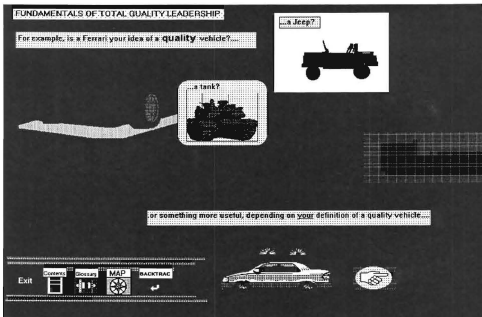 FUNDAMENTALS OF TOTAL QUALITY LEADERSHIP
...a Jeep?
For example, is a Ferrari your idea of a quality vehicle?....
...a tank?
.or something more useful, depending on your definition of a quality vehicle....
Exit
Contents
Glossary
MAP
BACKTRAC